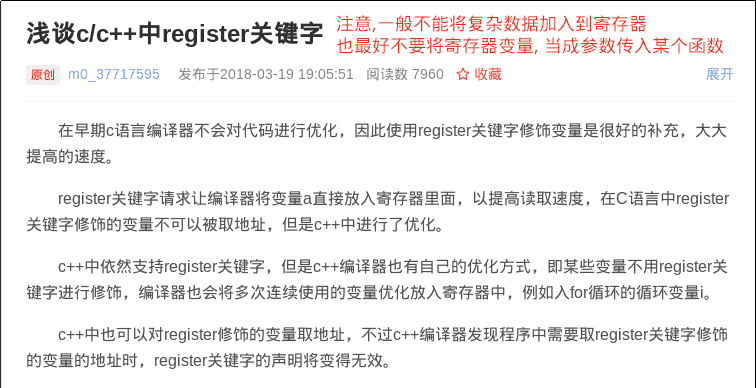 浅谈c/c++中register关键字
注意,一般不能将复杂数据加入到寄存器
也最好不要将寄存器变量, 当成参数传入某个函数
原创 m0_37717595 发布于2018-03-19 19:05:51 阅读数 7960 收藏 展开
在早期c语言编译器不会对代码进行优化，因此使用register关键字修饰变量是很好的补充，大大
提高的速度。
register关键字请求让编译器将变量a直接放入寄存器里面，以提高读取速度，在C语言中register
关键字修饰的变量不可以被取地址，但是c++中进行了优化。
c++中依然支持register关键字，但是c++编译器也有自己的优化方式，即某些变量不用register关
键字进行修饰，编译器也会将多次连续使用的变量优化放入寄存器中，例如入for循环的循环变量i。
c++中也可以对register修饰的变量取地址，不过c++编译器发现程序中需要取register关键字修饰
的变量的地址时，register关键字的声明将变得无效。